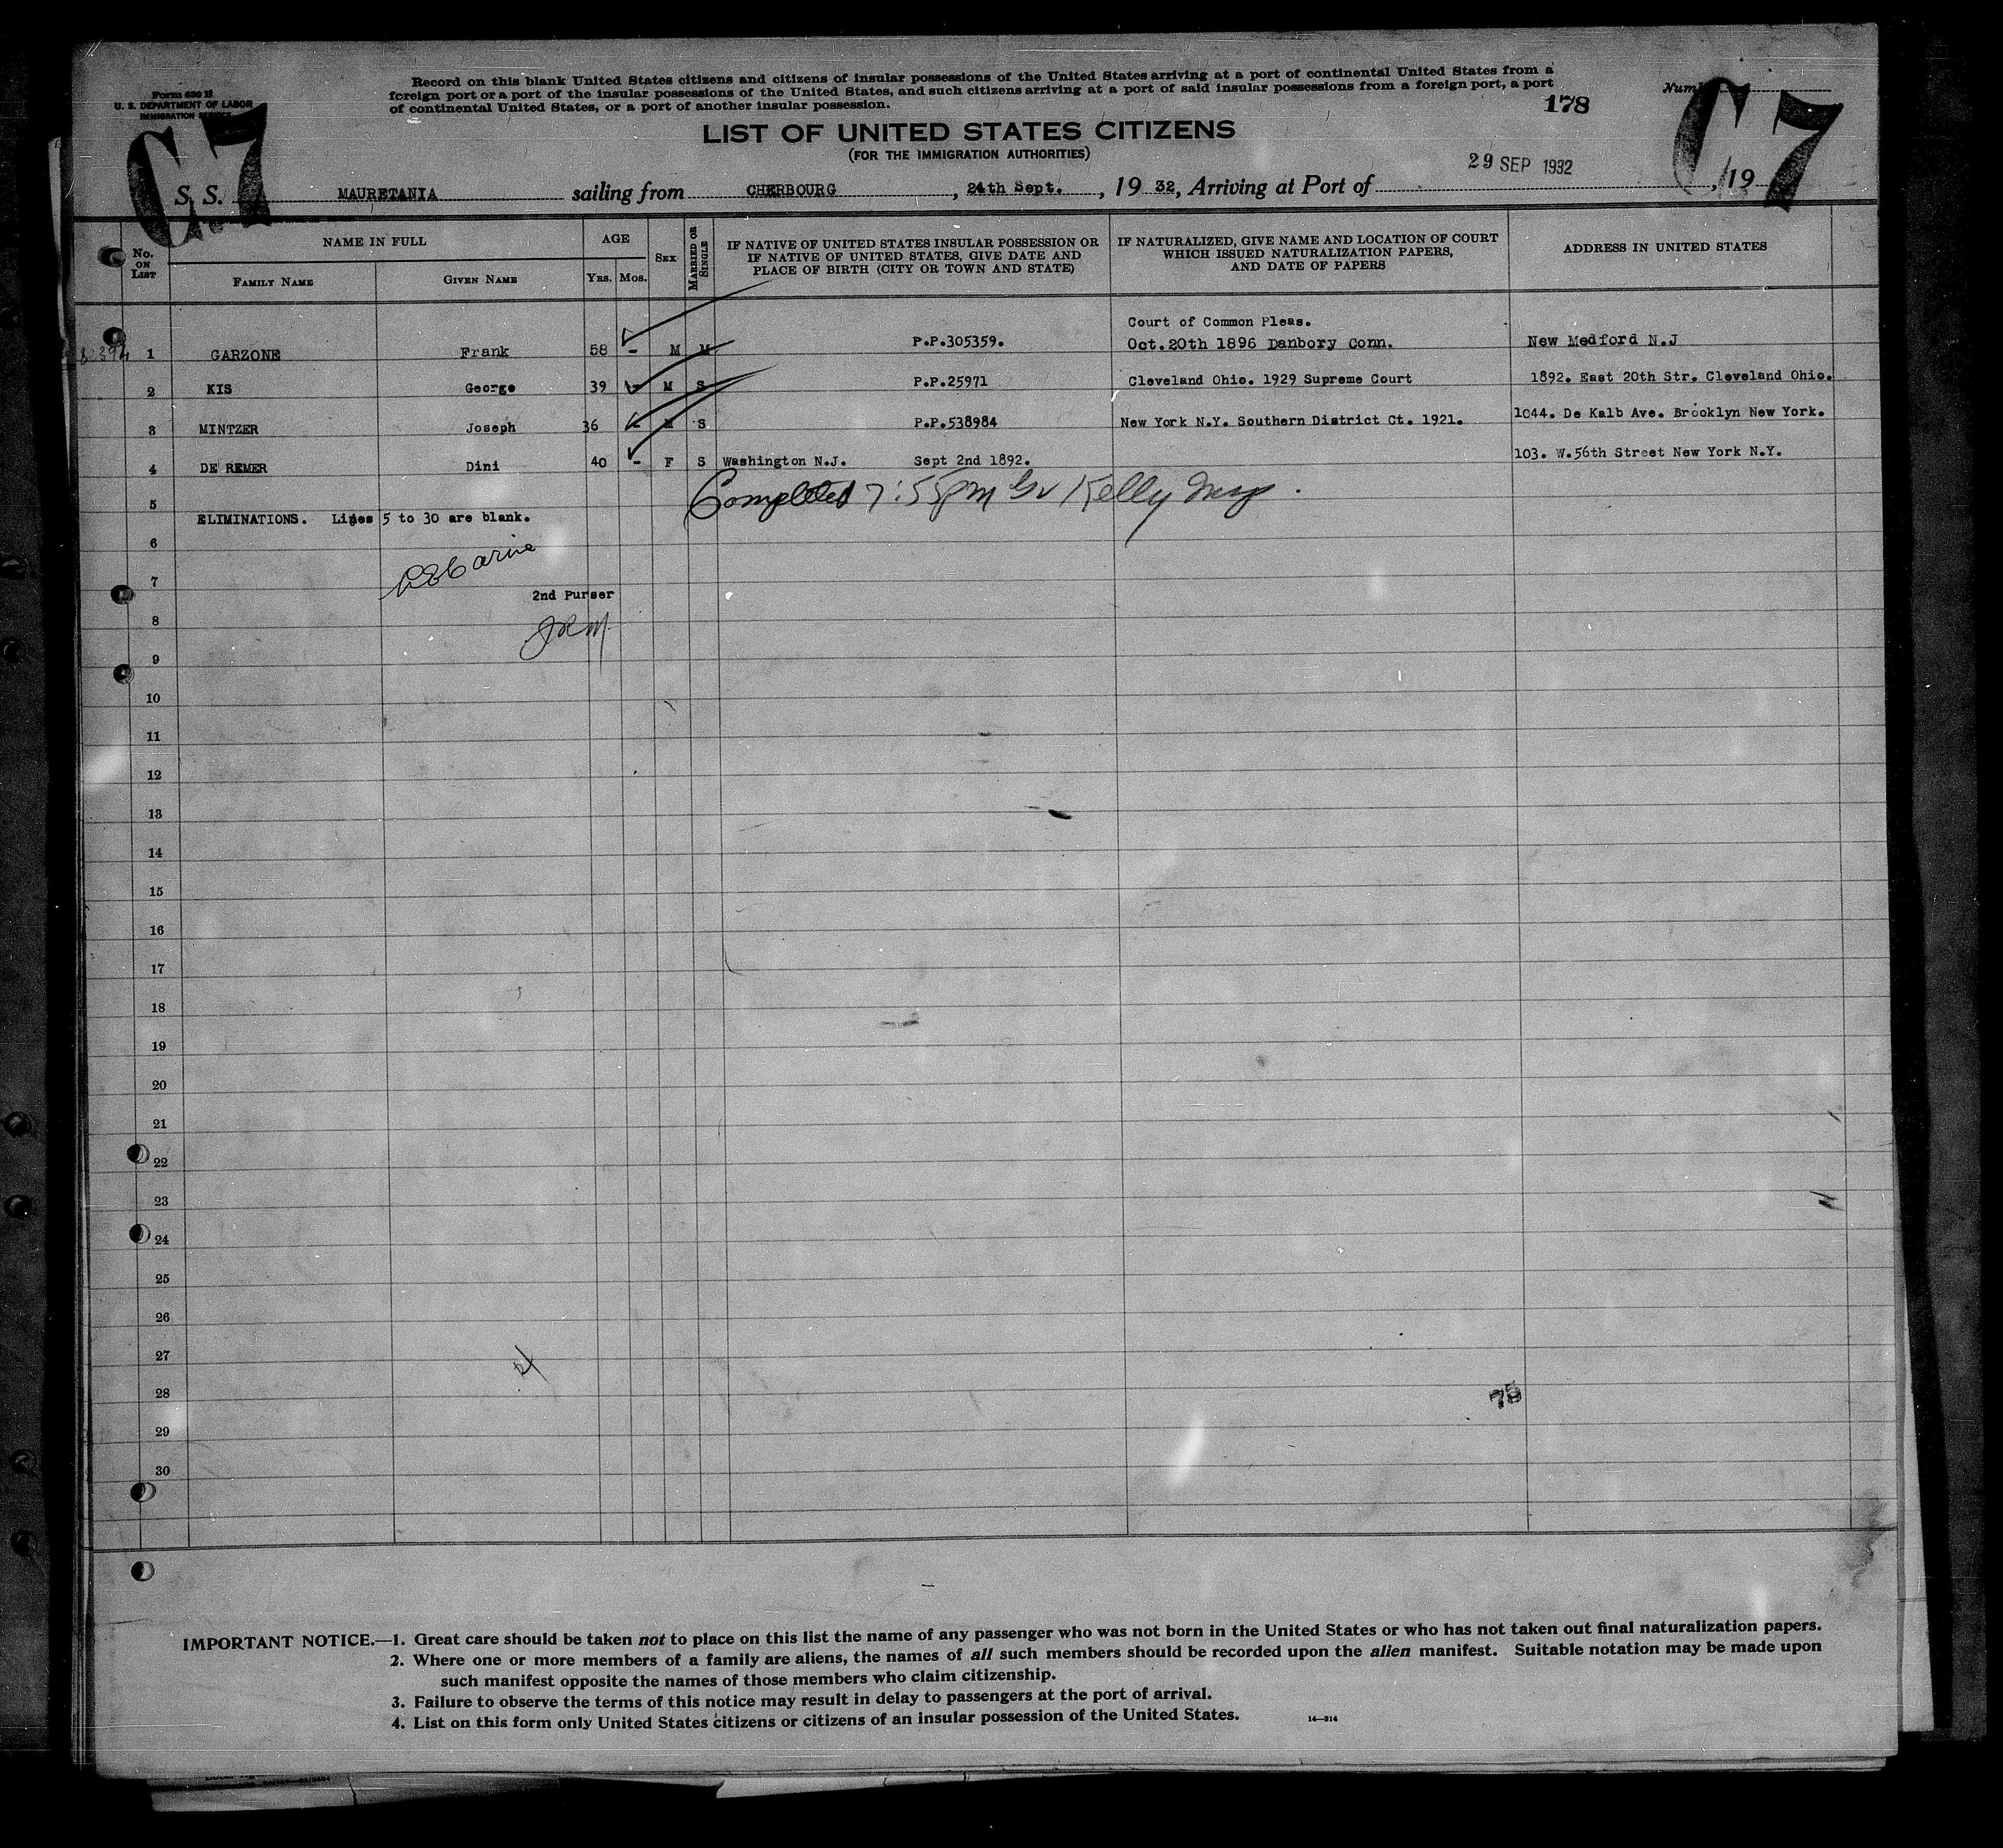 Form 630 B
U. S. DEPARTMENT OF LABOR
IMMIGRATION SERVICE
Record on this blank United States citizens and citizens of insular possessions of the United States arriving at a port of continental United States from a
foreign port or a port of the insular possessions of the United States, and such citizens arriving at a port of said insular possessions from a foreign port, a port
of continental United States, or a port of another insular possession.
178
C7
C7
LIST OF UNITED STATES CITIZENS
(FOR THE IMMIGRATION AUTHORITIES)
29 SEP 1932
S. S. MAURETANIA sailing from CHERBOURG, 24th Sept., 19 32, Arriving at Port of , 19
No. ON LIST
NAME IN FULL
FAMILY NAME GIVEN NAME
AGE
YRS. MOS.
SEX
MARRIED OR SINGLE
IF NATIVE OF UNITED STATES INSULAR POSSESSION OR
IF NATIVE OF UNITED STATES, GIVE DATE AND
PLACE OF BIRTH (CITY OR TOWN AND STATE)
IF NATURALIZED, GIVE NAME AND LOCATION OF COURT
WHICH ISSUED NATURALIZATION PAPERS,
AND DATE OF PAPERS
ADDRESS IN UNITED STATES
Court of Common Pleas.
1 GARZONE Frank 58 - M M P.P.305359. Oct.20th 1896 Danbory Conn. New Medford N.J
2 KIS George 39 - M S P.P.25971 Cleveland Ohio. 1929 Supreme Court 1892. East 20th Str. Cleveland Ohio.
3 MINTZER Joseph 36 - M S P.P.538984 New York N.Y. Southern District Ct. 1921. 1044. De Kalb Ave. Brooklyn New York.
4 DE REMER Dini 40 - F S Washington N.J. Sept 2nd 1892. 103. W.56th Street New York N.Y.
Completed 7:55pm Kelly Insp.
5
ELIMINATIONS. Lines 5 to 30 are blank.
6
7
2nd Purser
8
JRM
9
10
11
12
13
14
15
16
17
18
19
20
21
22
23
24
25
26
27
28
75
29
30
IMPORTANT NOTICE.—1. Great care should be taken not to place on this list the name of any passenger who was not born in the United States or who has not taken out final naturalization papers.
2. Where one or more members of a family are aliens, the names of all such members should be recorded upon the alien manifest. Suitable notation may be made upon
such manifest opposite the names of those members who claim citizenship.
3. Failure to observe the terms of this notice may result in delay to passengers at the port of arrival.
4. List on this form only United States citizens or citizens of an insular possession of the United States.
14—214